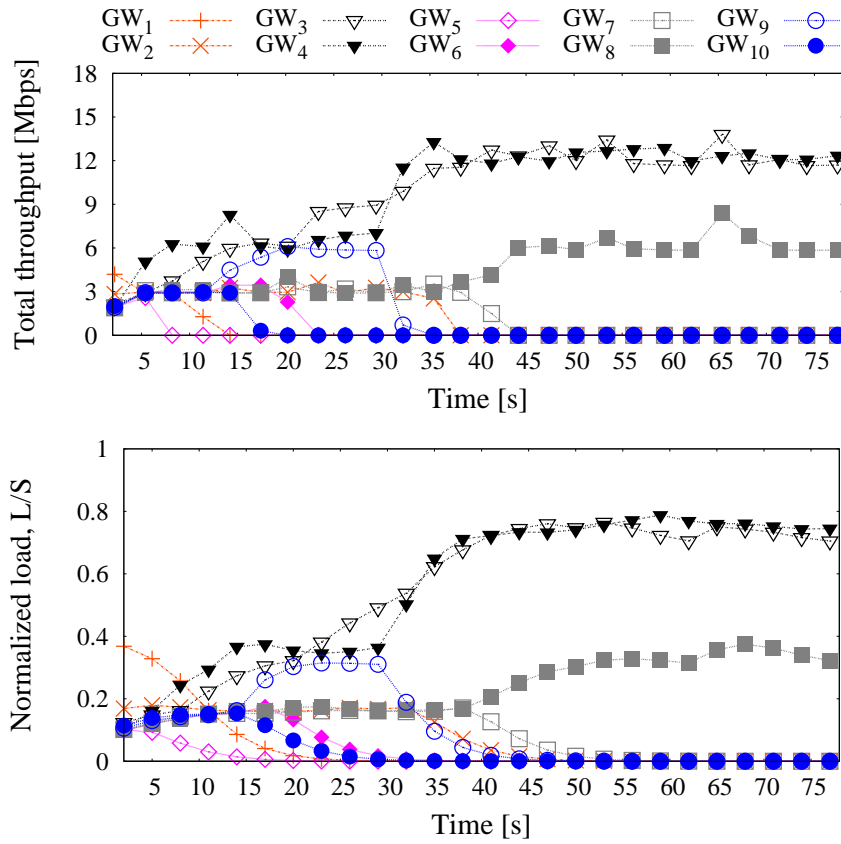 GW1 GW3 GW5 GW7 GW9
GW2 GW4 GW6 GW8 GW10
18
15
12
9
6
3
0
Total throughput [Mbps]
5 10 15 20 25 30 35 40 45 50 55 60 65 70 75
Time [s]
1
0.8
0.6
0.4
0.2
0
Normalized load, L/S
5 10 15 20 25 30 35 40 45 50 55 60 65 70 75
Time [s]